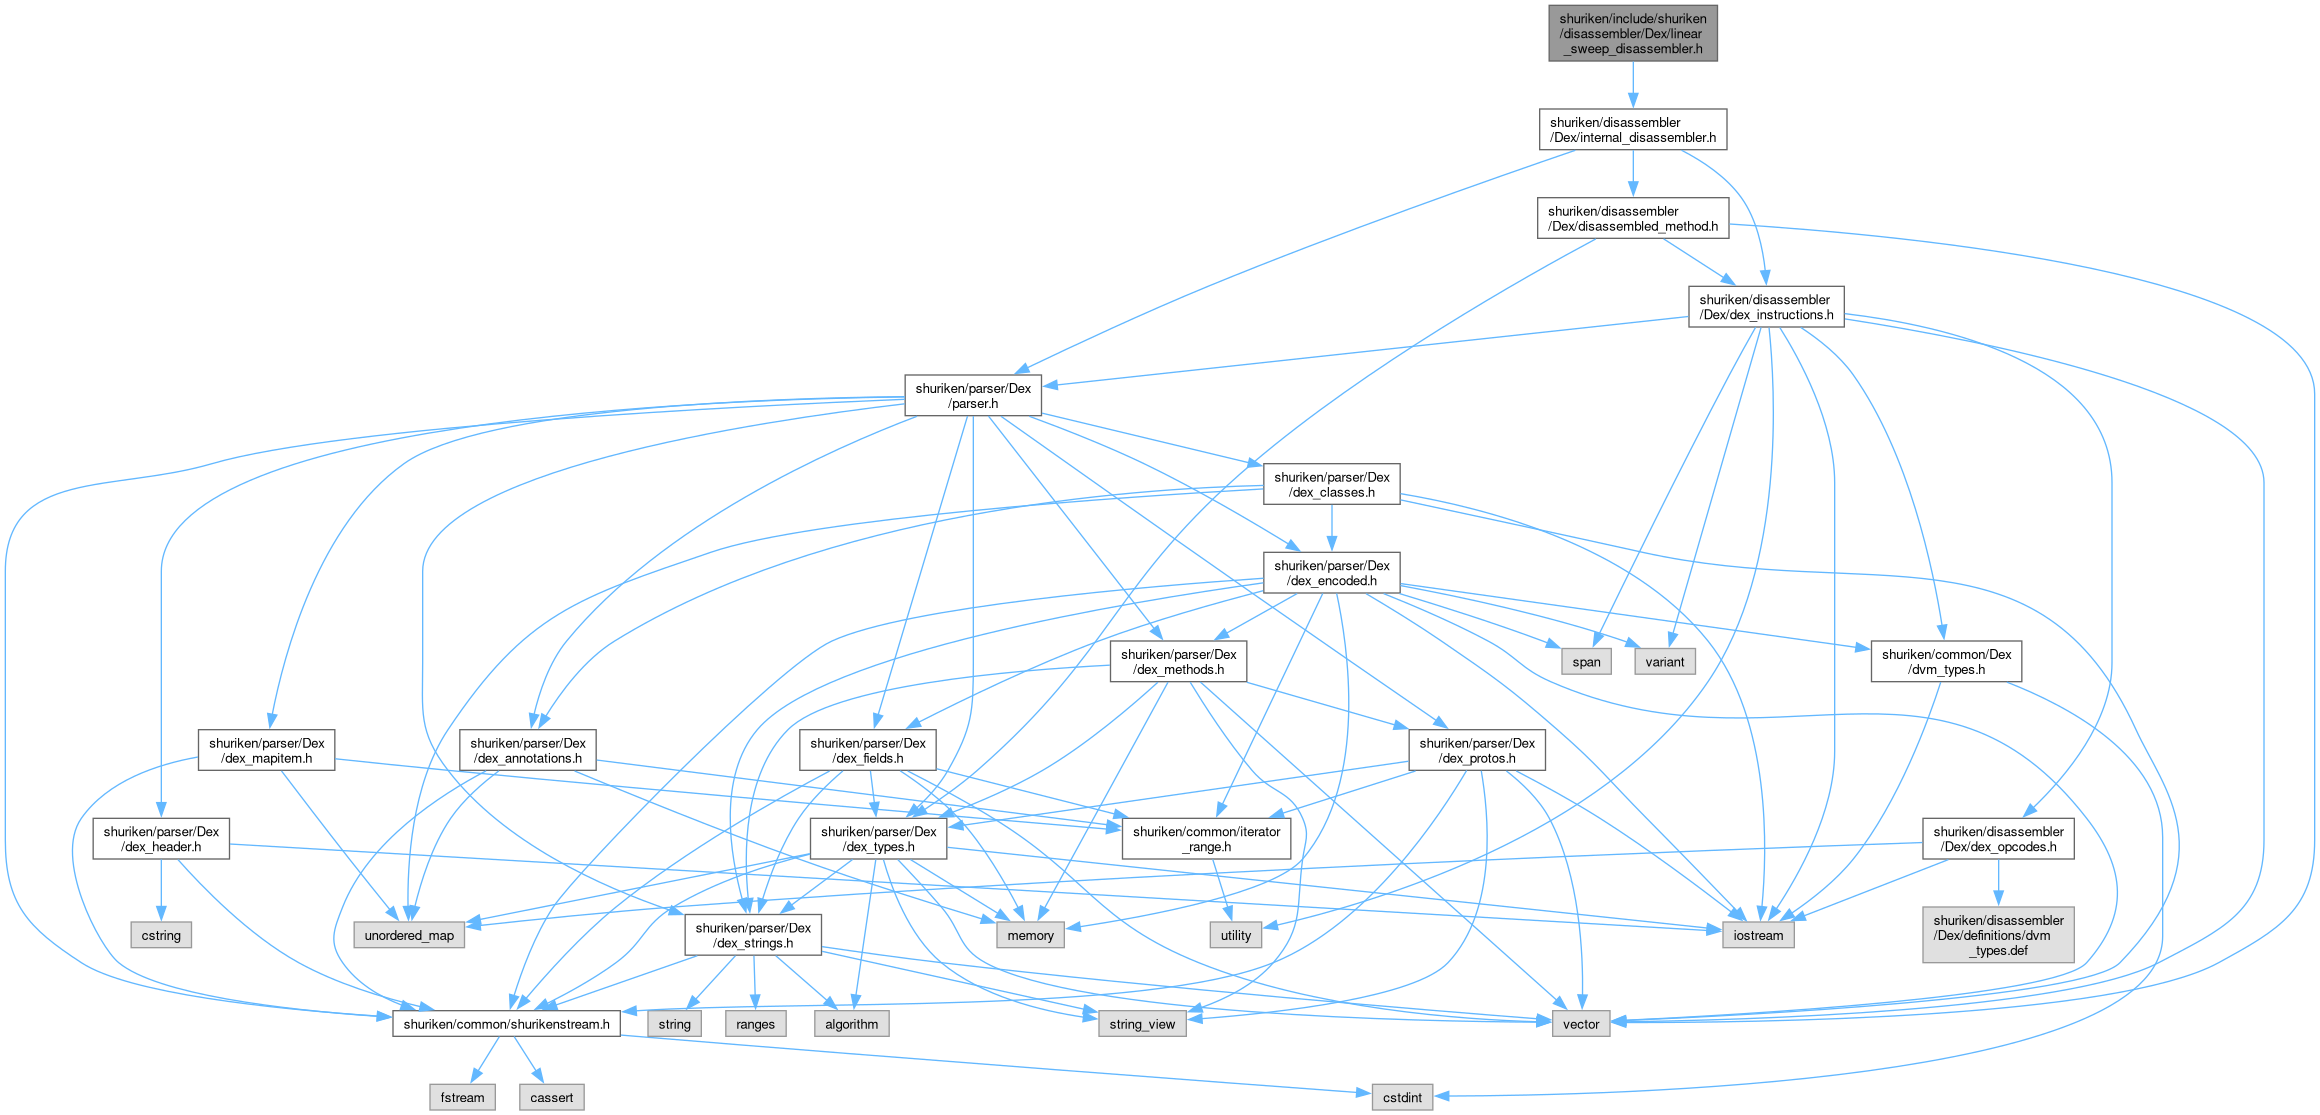 shuriken/include/shuriken
/disassembler/Dex/linear
_sweep_disassembler.h
shuriken/disassembler
/Dex/internal_disassembler.h
shuriken/disassembler
/Dex/disassembled_method.h
shuriken/disassembler
/Dex/dex_instructions.h
shuriken/parser/Dex
/parser.h
shuriken/parser/Dex
/dex_classes.h
shuriken/parser/Dex
/dex_encoded.h
shuriken/parser/Dex
/dex_methods.h
span
variant
shuriken/common/Dex
/dvm_types.h
shuriken/parser/Dex
/dex_mapitem.h
shuriken/parser/Dex
/dex_annotations.h
shuriken/parser/Dex
/dex_fields.h
shuriken/parser/Dex
/dex_protos.h
shuriken/parser/Dex
/dex_header.h
shuriken/parser/Dex
/dex_types.h
shuriken/common/iterator
_range.h
shuriken/disassembler
/Dex/dex_opcodes.h
cstring
unordered_map
shuriken/parser/Dex
/dex_strings.h
memory
utility
iostream
shuriken/disassembler
/Dex/definitions/dvm
_types.def
shuriken/common/shurikenstream.h
string
ranges
algorithm
string_view
vector
fstream
cassert
cstdint